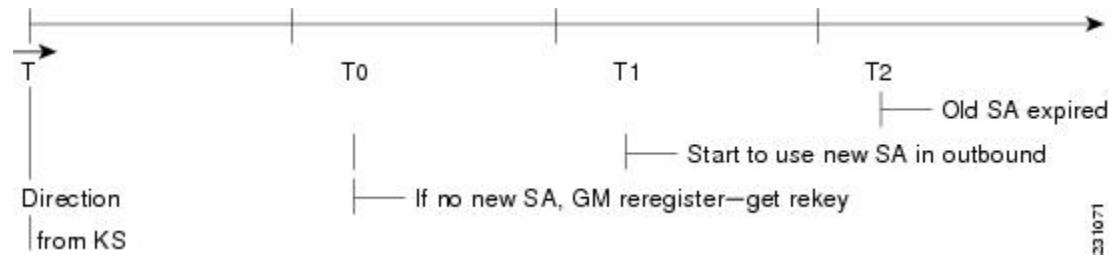 T
T0
T1
T2
Old SA expired
Start to use new SA in outbound
Direction
If no new SA, GM reregister—get rekey
from KS
231071